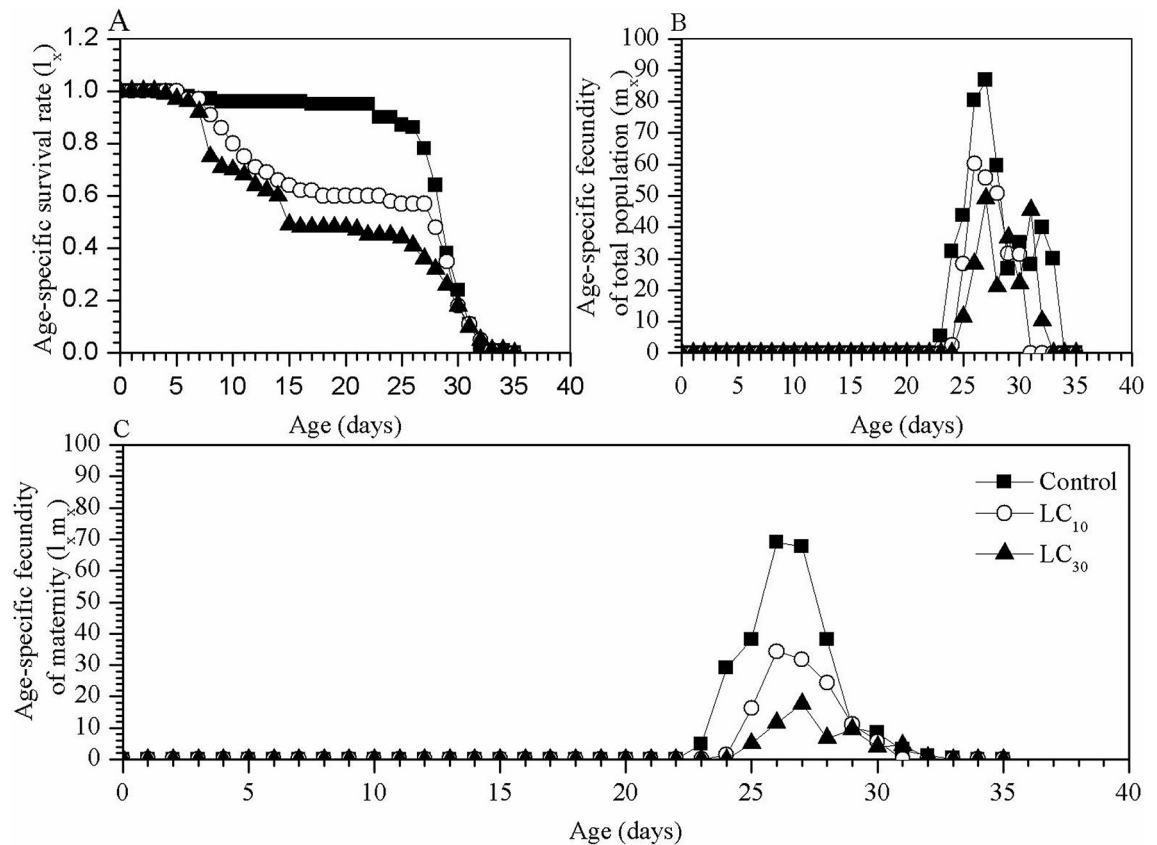 A
Age-specific survival rate (lx)
1.2
1.0
0.8
0.6
0.4
0.2
0.0
0 5 10 15 20 25 30 35 40
Age (days)
B
Age-specific fecundity
of total population (mx)
100
90
80
70
60
50
40
30
20
10
0
0 5 10 15 20 25 30 35 40
Age (days)
C
Age-specific fecundity
of maternity (lxmx)
100
90
80
70
60
50
40
30
20
10
0
0 5 10 15 20 25 30 35 40
Age (days)
Control
LC10
LC30